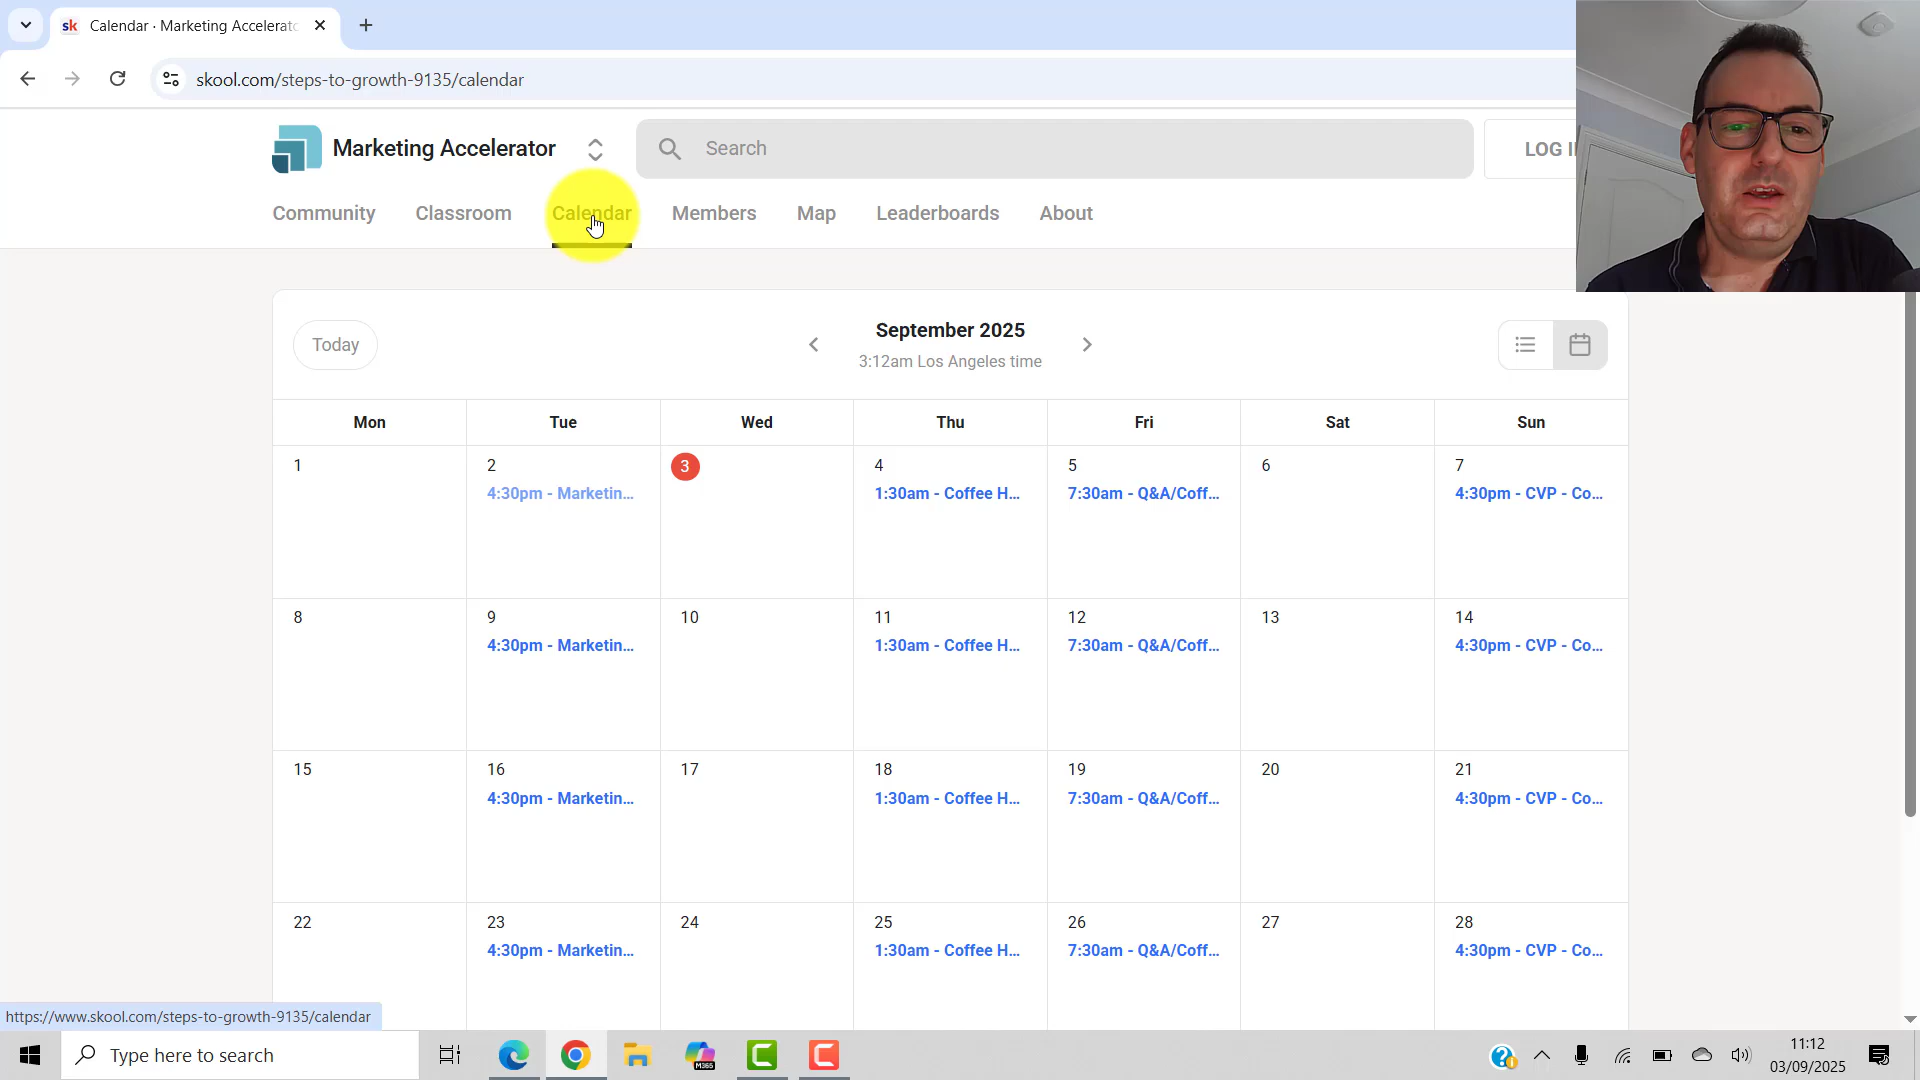 sk Calendar · Marketing Accelerato
skool.com/steps-to-growth-9135/calendar
Marketing Accelerator
Search
LOG I
Community Classroom Calendar Members Map Leaderboards About
Today
September 2025
3:12am Los Angeles time
Mon Tue Wed Thu Fri Sat Sun
1 2 3 4 5 6 7
4:30pm - Marketin... 1:30am - Coffee H... 7:30am - Q&A/Coff... 4:30pm - CVP - Co...
8 9 10 11 12 13 14
4:30pm - Marketin... 1:30am - Coffee H... 7:30am - Q&A/Coff... 4:30pm - CVP - Co...
15 16 17 18 19 20 21
4:30pm - Marketin... 1:30am - Coffee H... 7:30am - Q&A/Coff... 4:30pm - CVP - Co...
22 23 24 25 26 27 28
4:30pm - Marketin... 1:30am - Coffee H... 7:30am - Q&A/Coff... 4:30pm - CVP - Co...
https://www.skool.com/steps-to-growth-9135/calendar
Type here to search
M365
11:12
03/09/2025